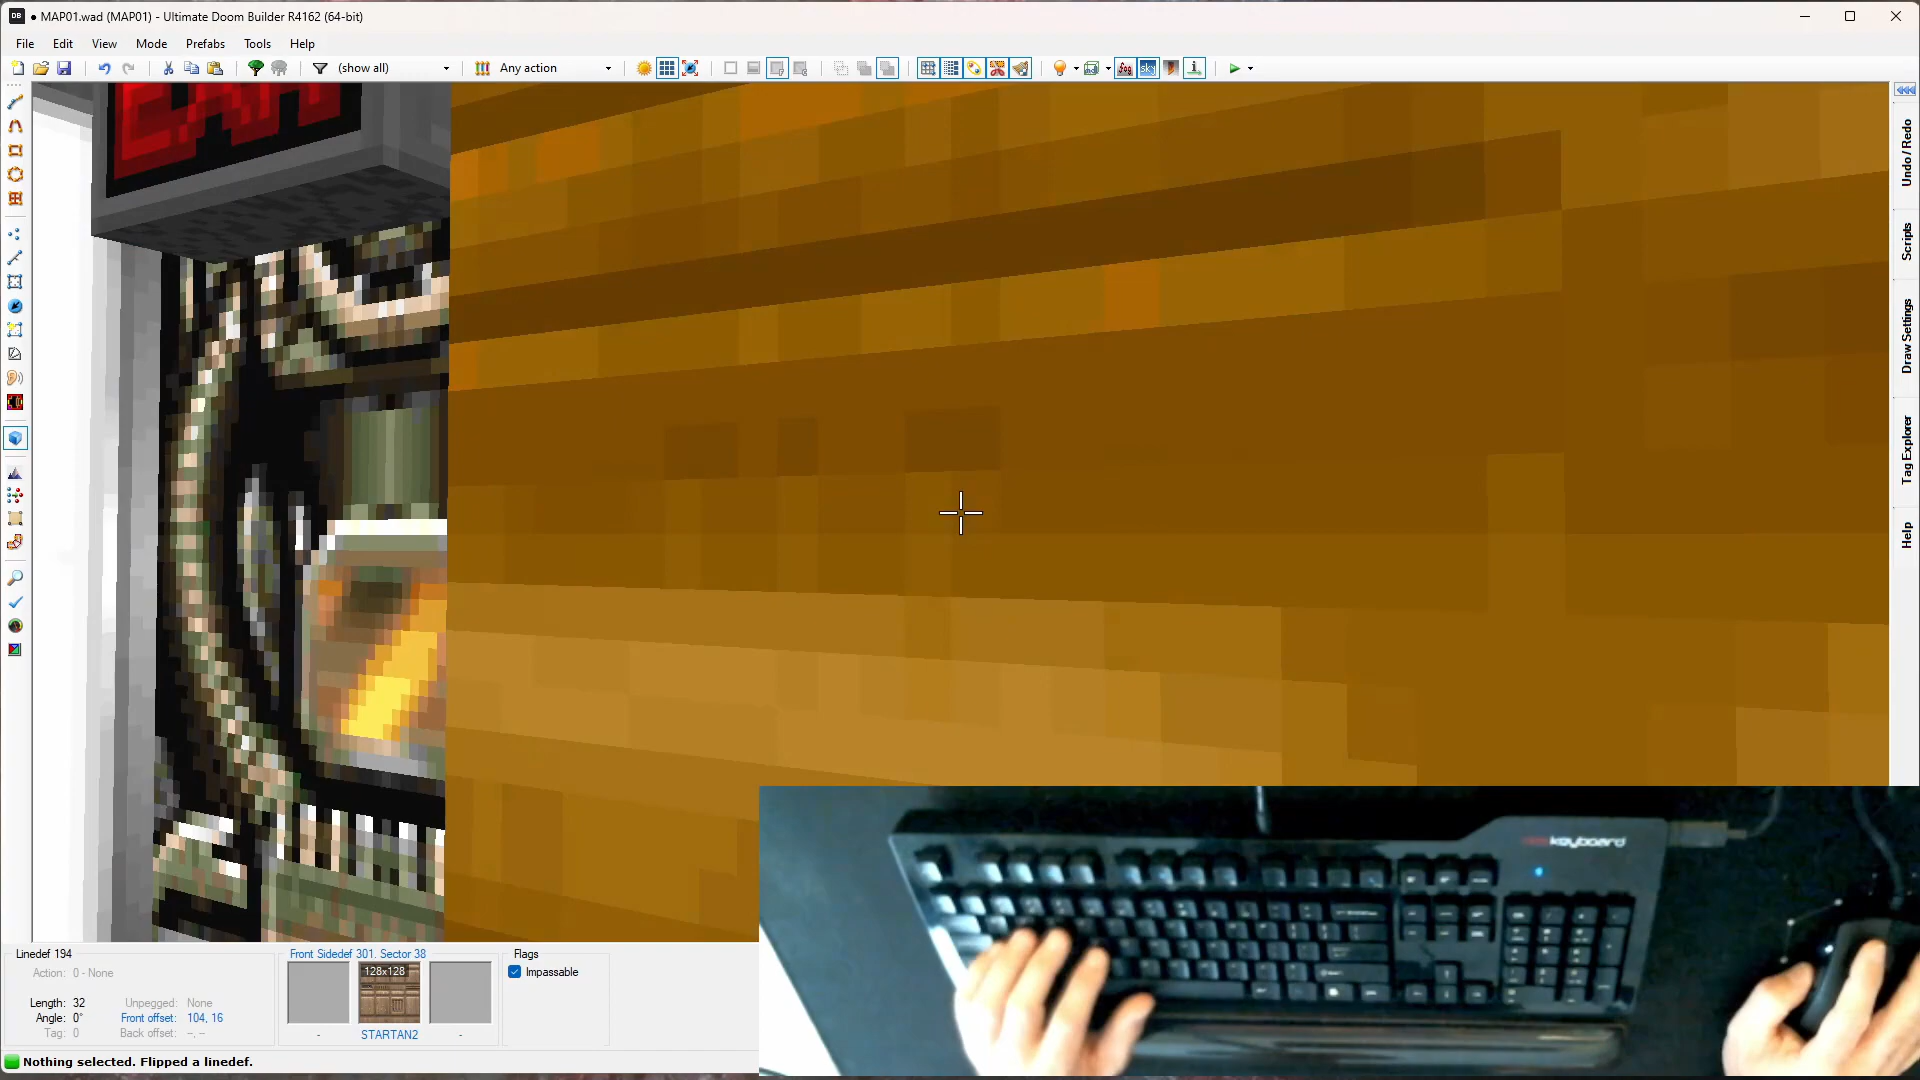 MAP01.wad (MAP01) - Ultimate Doom Builder R4162 (64-bit)
File Edit View Mode Prefabs Tools Help
(show all) Any action
Undo / Redo
Scripts
Draw Settings
Tag Explorer
Help
keyboard
Linedef 194
Action: 0 - None
Length: 32 Unpegged: None
Angle: 0° Front offset: 104, 16
Tag: 0 Back offset: --, --
Front Sidedef 301. Sector 38
128x128
- STARTAN2 -
Flags
Impassable
Nothing selected. Flipped a linedef.